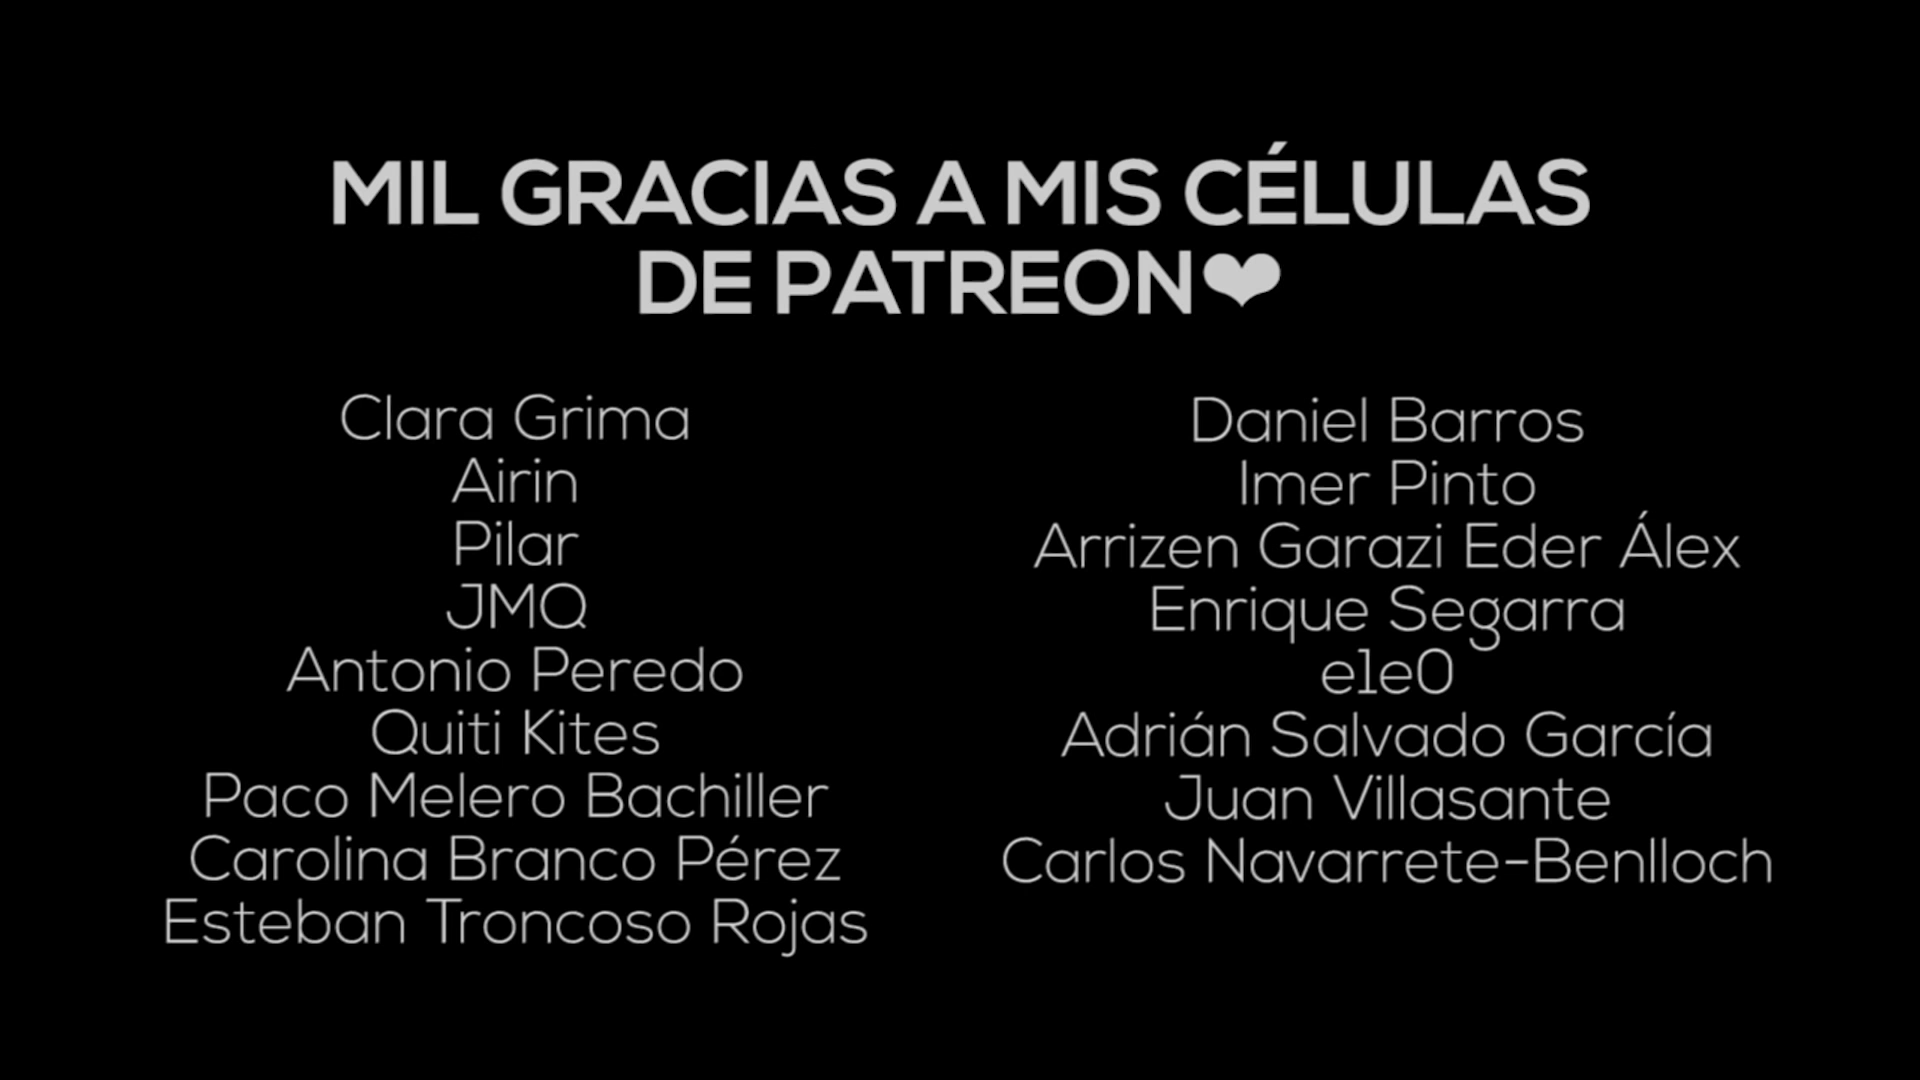 MIL GRACIAS A MIS CÉLULAS
DE PATREON❤
Clara Grima
Airin
Pilar
JMQ
Antonio Peredo
Quiti Kites
Paco Melero Bachiller
Carolina Branco Pérez
Esteban Troncoso Rojas
Daniel Barros
Imer Pinto
Arrizen Garazi Eder Álex
Enrique Segarra
e1e0
Adrián Salvado García
Juan Villasante
Carlos Navarrete-Benlloch